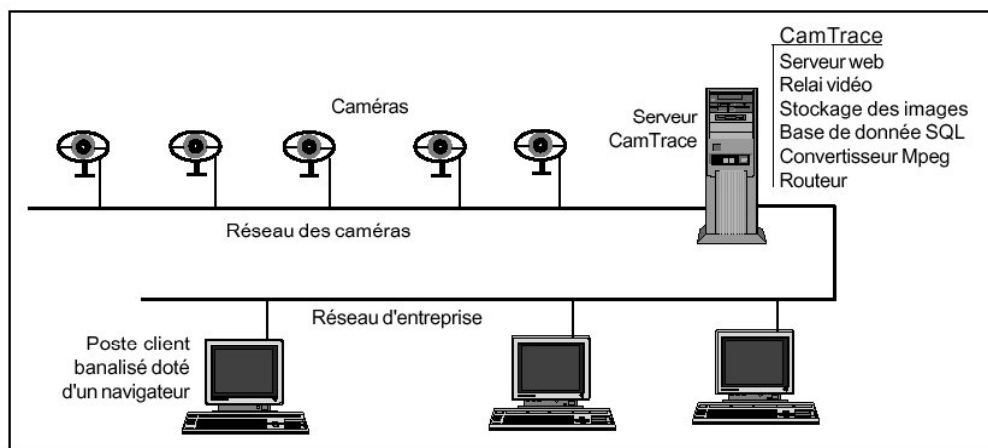 CamTrace
Serveur web
Relai vidéo
Stockage des images
Base de donnée SQL
Convertisseur Mpeg
Routeur
Caméras
Serveur
CamTrace
Réseau des caméras
Réseau d'entreprise
Poste client
banalisé doté
d'un navigateur